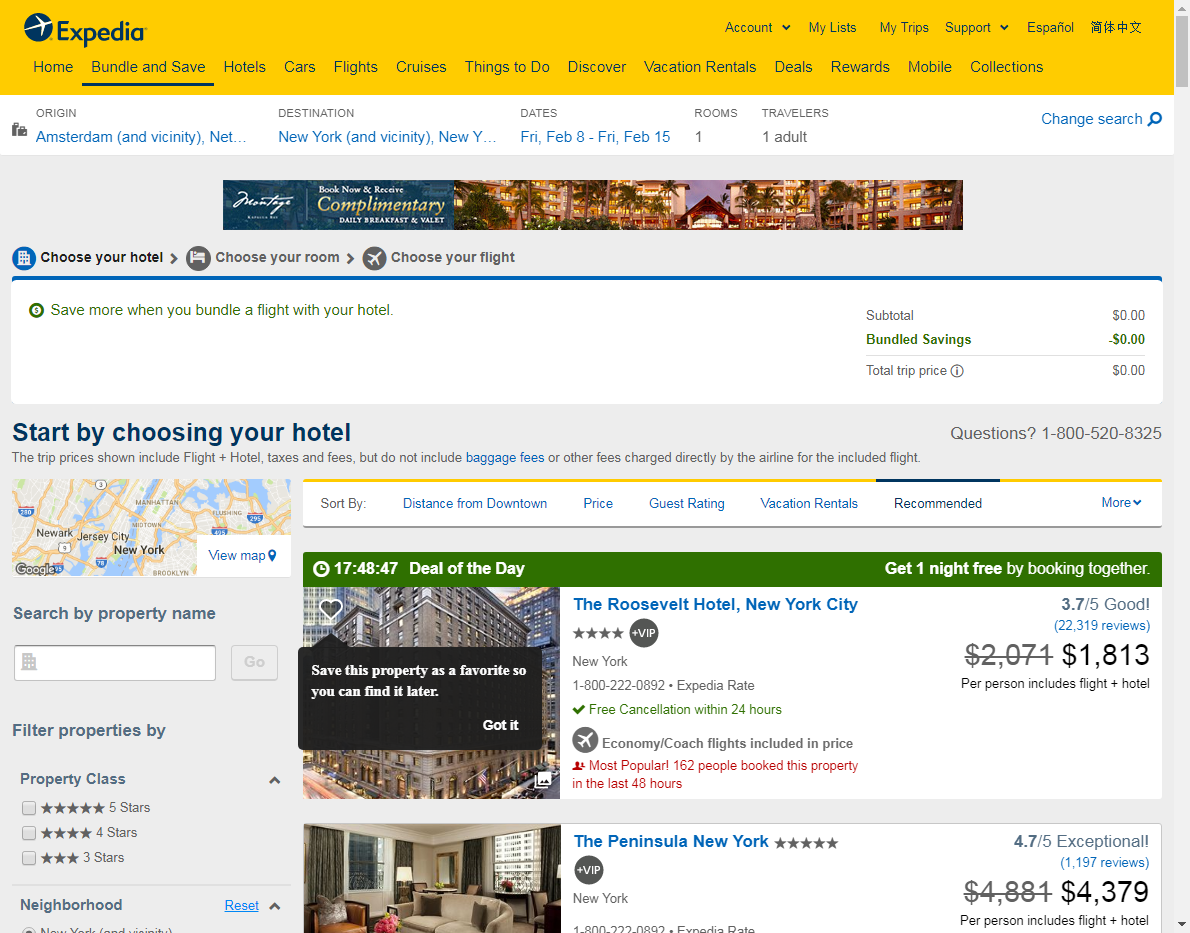 Expedia
Account
My Lists
My Trips
Support
Español
简体中文
Home
Bundle and Save
Hotels
Cars
Flights
Cruises
Things to Do
Discover
Vacation Rentals
Deals
Rewards
Mobile
Collections
ORIGIN
Amsterdam (and vicinity), Net...
DESTINATION
New York (and vicinity), New Y...
DATES
Fri, Feb 8 - Fri, Feb 15
ROOMS
1
TRAVELERS
1 adult
Change search
Montage
KAPALUA BAY
Book Now & Receive
Complimentary
DAILY BREAKFAST & VALET
Choose your hotel
Choose your room
Choose your flight
Save more when you bundle a flight with your hotel.
Subtotal $0.00
Bundled Savings -$0.00
Total trip price $0.00
Start by choosing your hotel
Questions? 1-800-520-8325
The trip prices shown include Flight + Hotel, taxes and fees, but do not include baggage fees or other fees charged directly by the airline for the included flight.
3
MANHATTAN
280
FLUSHING
MIDTOWN
295
Newark
Jersey City
495
9
New York
78
BROOKLYN
Google
95
View map
Search by property name
Go
Filter properties by
Property Class
5 Stars
4 Stars
3 Stars
Neighborhood
Reset
New York (and vicinity)
Sort By:
Distance from Downtown
Price
Guest Rating
Vacation Rentals
Recommended
More
17:48:47 Deal of the Day
Get 1 night free by booking together.
Save this property as a favorite so
you can find it later.
Got it
The Roosevelt Hotel, New York City
+VIP
New York
1-800-222-0892 • Expedia Rate
Free Cancellation within 24 hours
Economy/Coach flights included in price
Most Popular! 162 people booked this property
in the last 48 hours
3.7/5 Good!
(22,319 reviews)
$2,071 $1,813
Per person includes flight + hotel
The Peninsula New York
+VIP
New York
1-800-222-0892 • Expedia Rate
4.7/5 Exceptional!
(1,197 reviews)
$4,881 $4,379
Per person includes flight + hotel